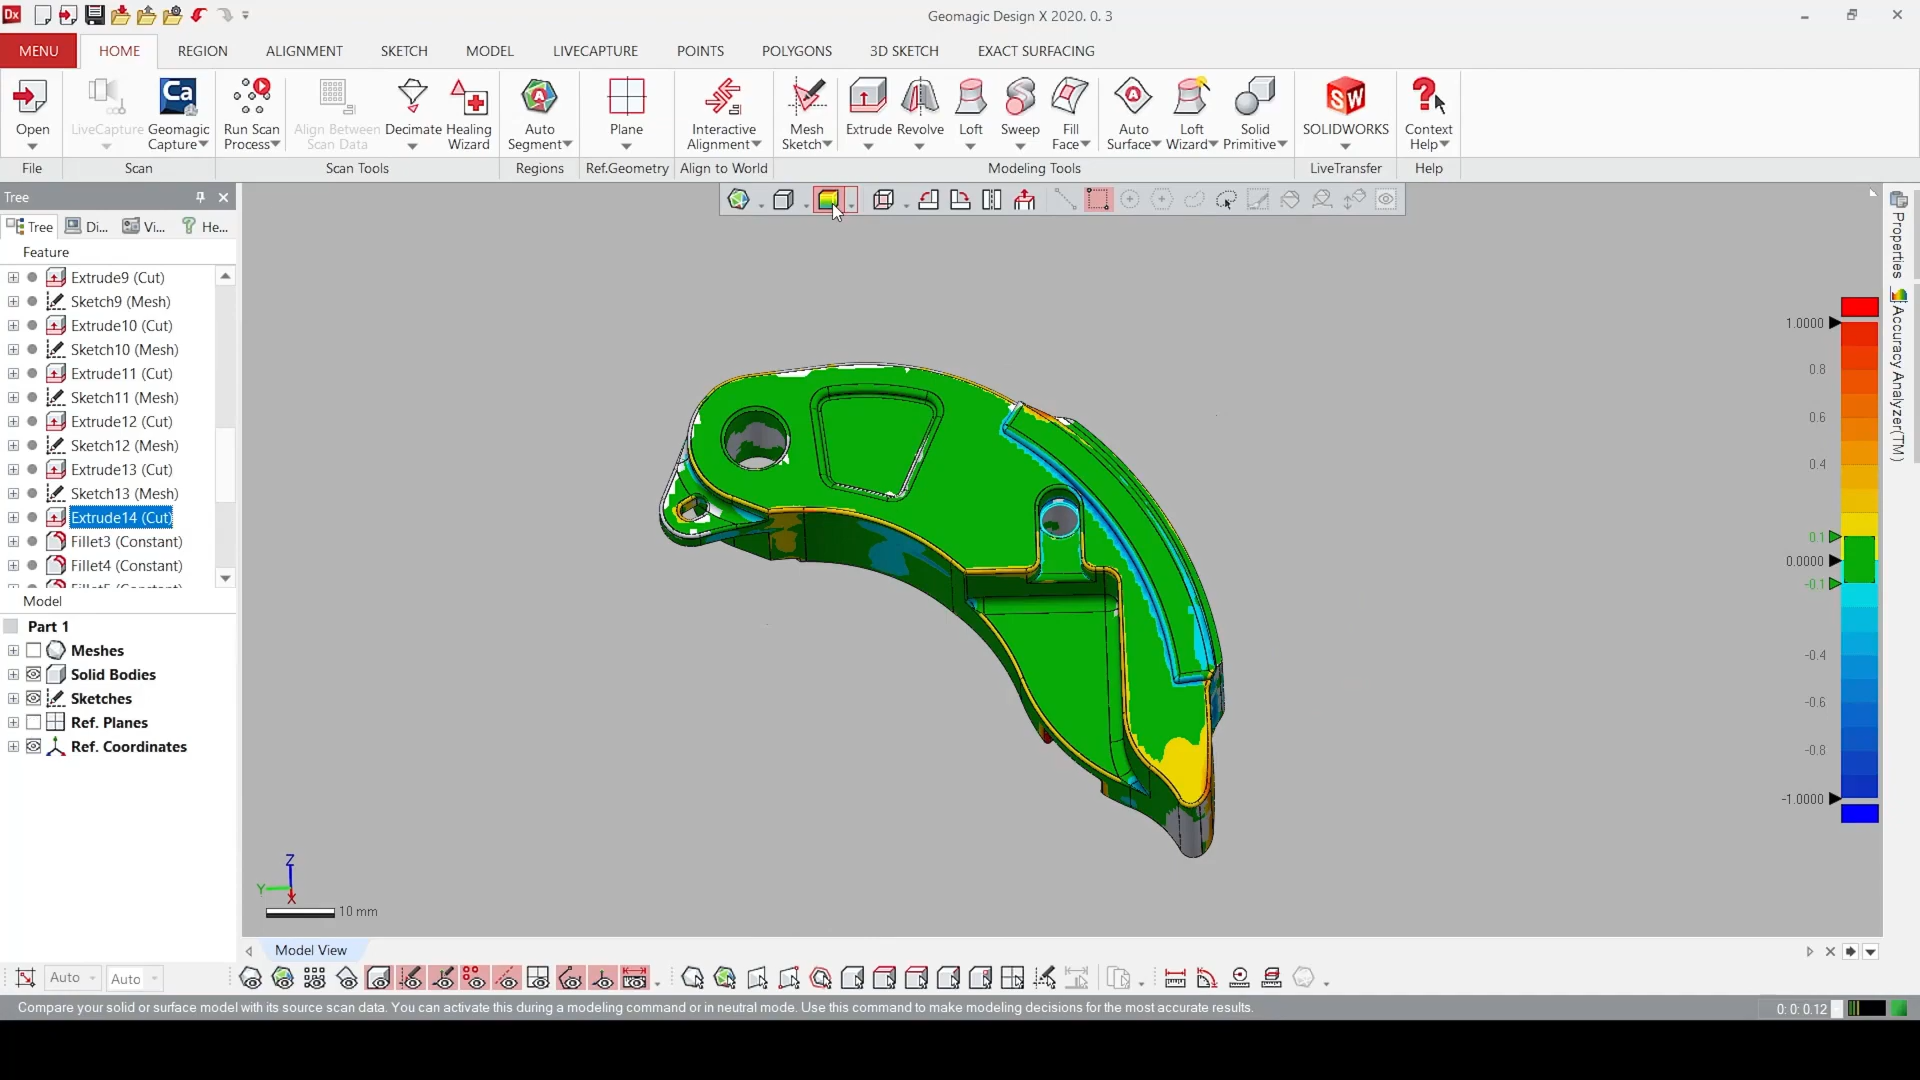 Dx
Geomagic Design X 2020. 0. 3
MENU
HOME
REGION
ALIGNMENT
SKETCH
MODEL
LIVECAPTURE
POINTS
POLYGONS
3D SKETCH
EXACT SURFACING
Open
LiveCapture
Geomagic
Capture
Run Scan
Process
Align Between
Scan Data
Decimate
Healing
Wizard
Auto
Segment
Plane
Interactive
Alignment
Mesh
Sketch
Extrude
Revolve
Loft
Sweep
Fill
Face
Auto
Surface
Loft
Wizard
Solid
Primitive
SOLIDWORKS
Context
Help
File
Scan
Scan Tools
Regions
Ref.Geometry
Align to World
Modeling Tools
LiveTransfer
Help
Tree
Tree
Di...
Vi...
He...
Feature
Extrude9 (Cut)
Sketch9 (Mesh)
Extrude10 (Cut)
Sketch10 (Mesh)
Extrude11 (Cut)
Sketch11 (Mesh)
Extrude12 (Cut)
Sketch12 (Mesh)
Extrude13 (Cut)
Sketch13 (Mesh)
Extrude14 (Cut)
Fillet3 (Constant)
Fillet4 (Constant)
Model
Part 1
Meshes
Solid Bodies
Sketches
Ref. Planes
Ref. Coordinates
Z
Y
X
10 mm
1.0000
0.8
0.6
0.4
0.1
0.0000
-0.1
-0.4
-0.6
-0.8
-1.0000
Properties
Accuracy Analyzer(TM)
Model View
Auto
Auto
Compare your solid or surface model with its source scan data. You can activate this during a modeling command or in neutral mode. Use this command to make modeling decisions for the most accurate results.
0: 0: 0.12